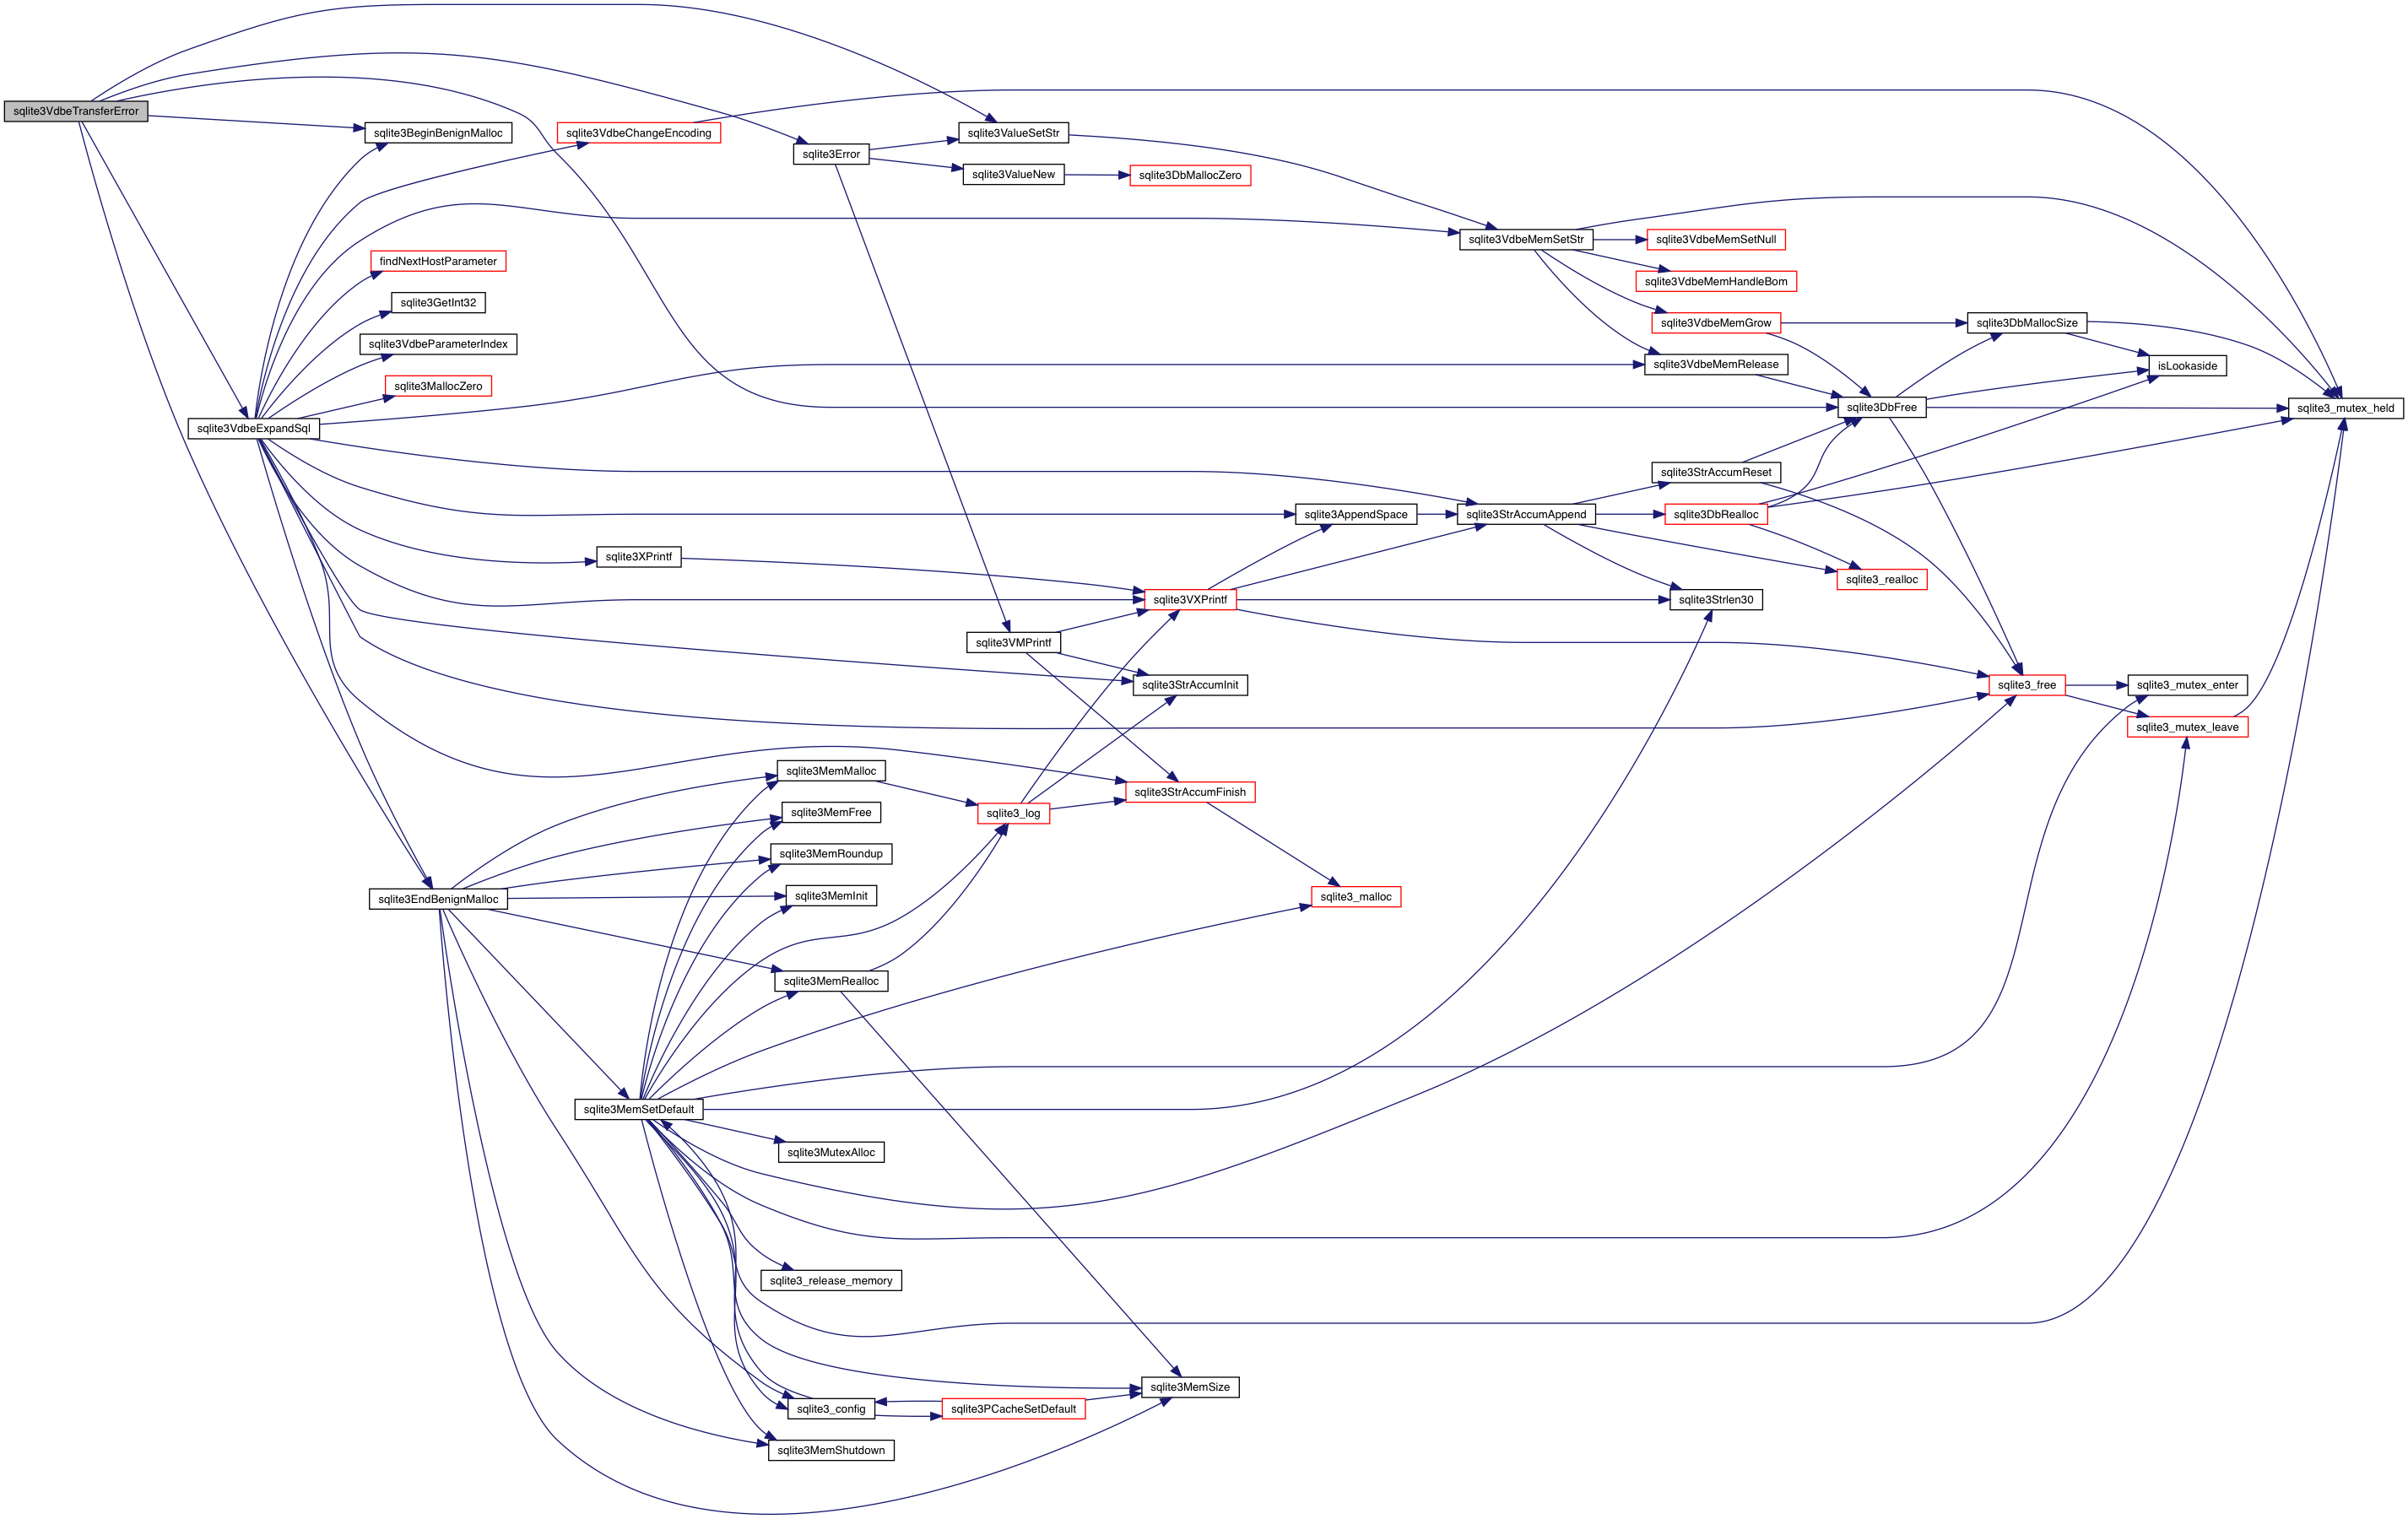 sqlite3VdbeTransferError
sqlite3BeginBenignMalloc
sqlite3VdbeChangeEncoding
sqlite3Error
sqlite3ValueSetStr
sqlite3ValueNew
sqlite3DbMallocZero
sqlite3VdbeMemSetStr
sqlite3VdbeMemSetNull
findNextHostParameter
sqlite3VdbeMemHandleBom
sqlite3GetInt32
sqlite3VdbeMemGrow
sqlite3DbMallocSize
sqlite3VdbeParameterIndex
sqlite3VdbeMemRelease
isLookaside
sqlite3MallocZero
sqlite3DbFree
sqlite3_mutex_held
sqlite3VdbeExpandSql
sqlite3StrAccumReset
sqlite3AppendSpace
sqlite3StrAccumAppend
sqlite3DbRealloc
sqlite3XPrintf
sqlite3_realloc
sqlite3VXPrintf
sqlite3Strlen30
sqlite3VMPrintf
sqlite3StrAccumInit
sqlite3_free
sqlite3_mutex_enter
sqlite3_mutex_leave
sqlite3MemMalloc
sqlite3StrAccumFinish
sqlite3MemFree
sqlite3_log
sqlite3MemRoundup
sqlite3EndBenignMalloc
sqlite3MemInit
sqlite3_malloc
sqlite3MemRealloc
sqlite3MemSetDefault
sqlite3MutexAlloc
sqlite3_release_memory
sqlite3MemSize
sqlite3_config
sqlite3PCacheSetDefault
sqlite3MemShutdown